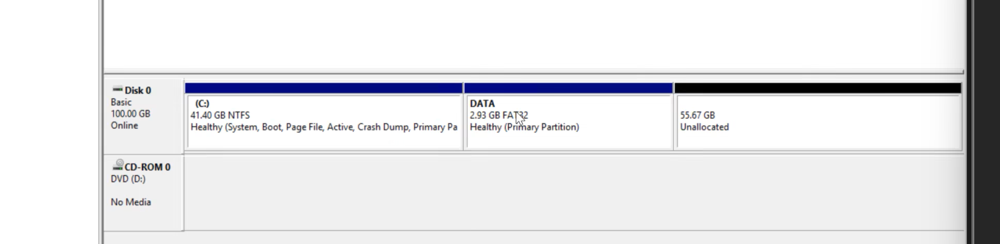 Disk 0
Basic
100.00 GB
Online
(C:)
41.40 GB NTFS
Healthy (System, Boot, Page File, Active, Crash Dump, Primary Pa
DATA
2.93 GB FAT32
Healthy (Primary Partition)
55.67 GB
Unallocated
CD-ROM 0
DVD (D:)
No Media